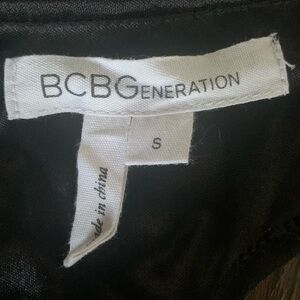 BCBGENERATION
S
de in china